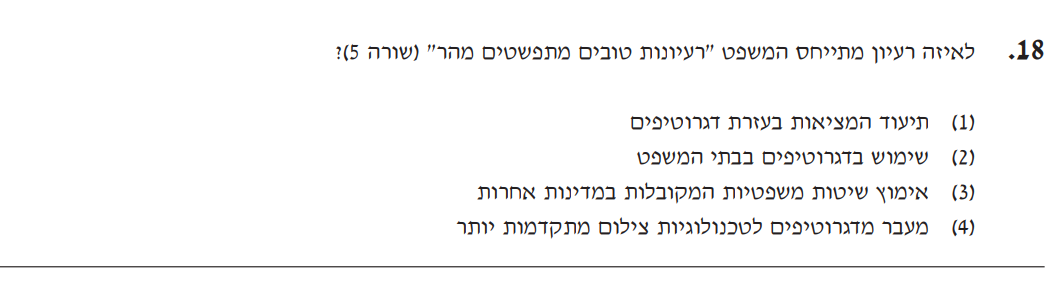 18. לאיזה רעיון מתייחס המשפט "רעיונות טובים מתפשטים מהר" (שורה 5)?
(1) תיעוד המציאות בעזרת דגרוטיפים
(2) שימוש בדגרוטיפים בבתי המשפט
(3) אימוץ שיטות משפטיות המקובלות במדינות אחרות
(4) מעבר מדגרוטיפים לטכנולוגיות צילום מתקדמות יותר